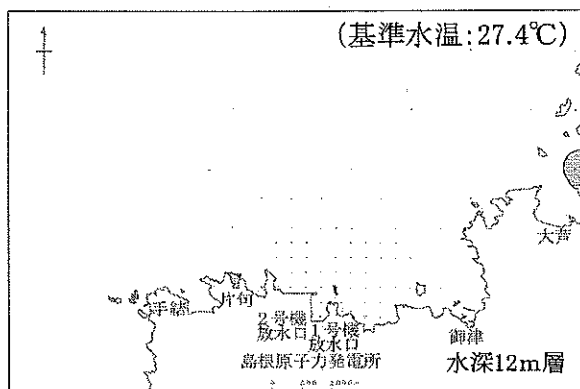 (基準水温:27.4℃)
大芦
手結
片句
2号機
放水口
1号機
放水口
御津
島根原子力発電所
水深12m層